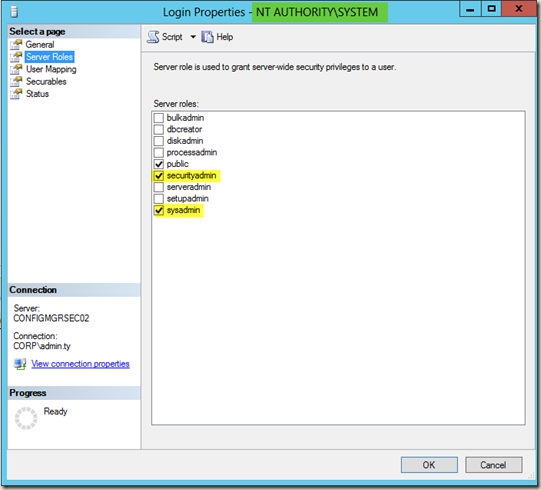 Login Properties - NT AUTHORITY\SYSTEM
Select a page
General
Server Roles
User Mapping
Securables
Status
Script
Help
Server role is used to grant server-wide security privileges to a user.
Server roles:
bulkadmin
dbcreator
diskadmin
processadmin
public
securityadmin
serveradmin
setupadmin
sysadmin
Connection
Server:
CONFIGMGRSEC02
Connection:
CORP\admin.ty
View connection properties
Progress
Ready
OK
Cancel